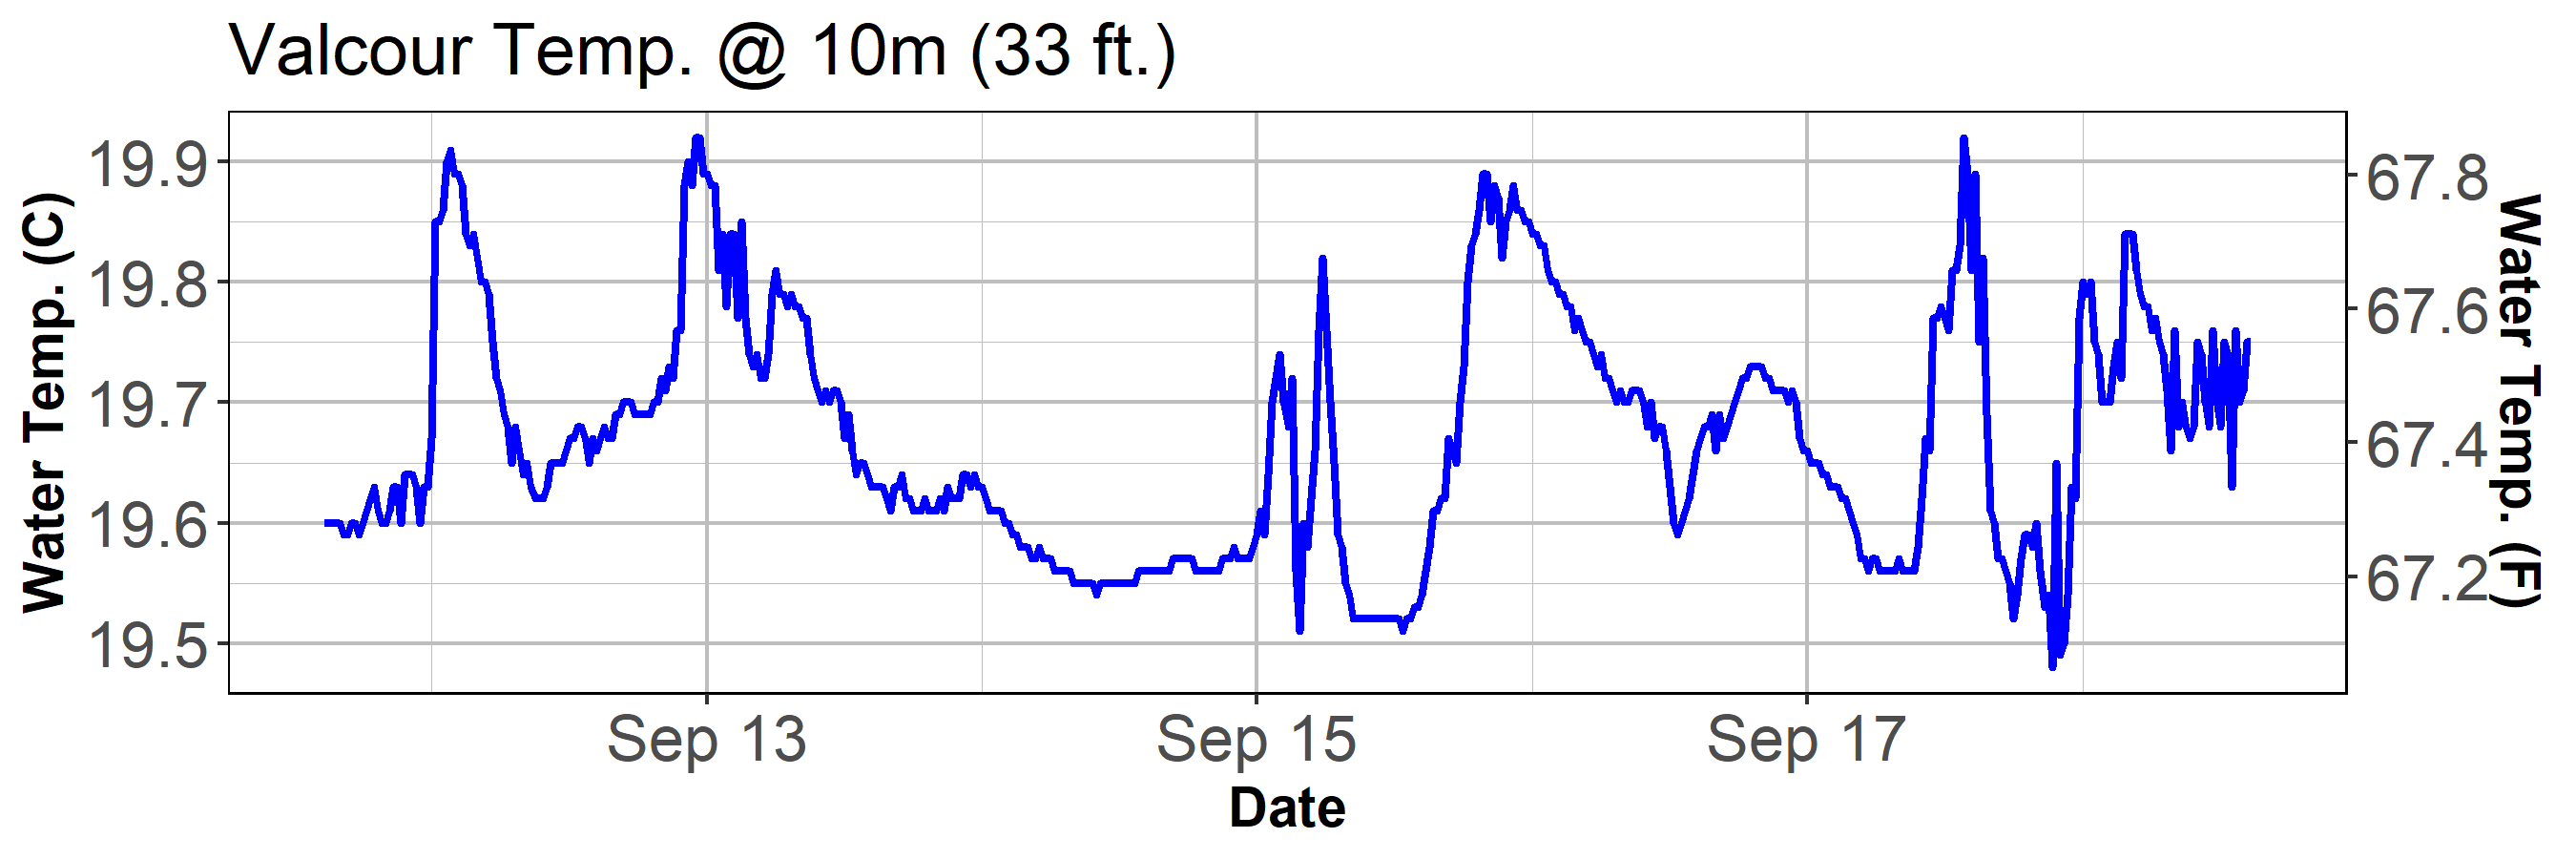 Valcour Temp. @ 10m (33 ft.)
Water Temp. (C)
19.9
19.8
19.7
19.6
19.5
67.8
67.6
67.4
67.2
Water Temp. (F)
Sep 13
Sep 15
Sep 17
Date